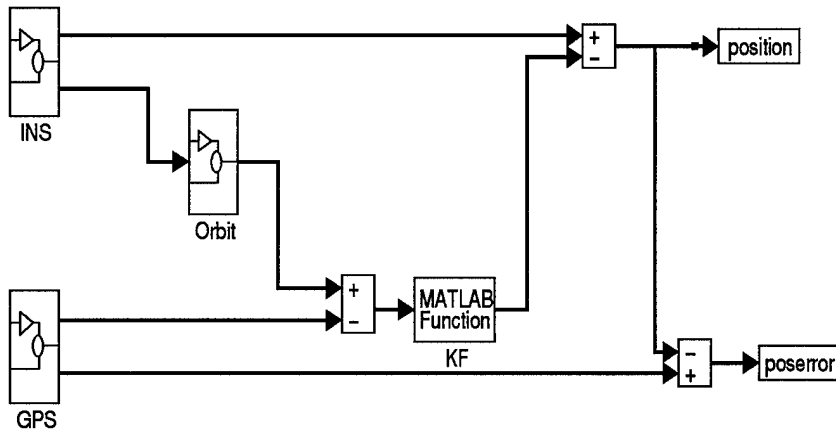 INS
+
−
position
Orbit
+
−
MATLAB
Function
KF
GPS
−
+
poserror